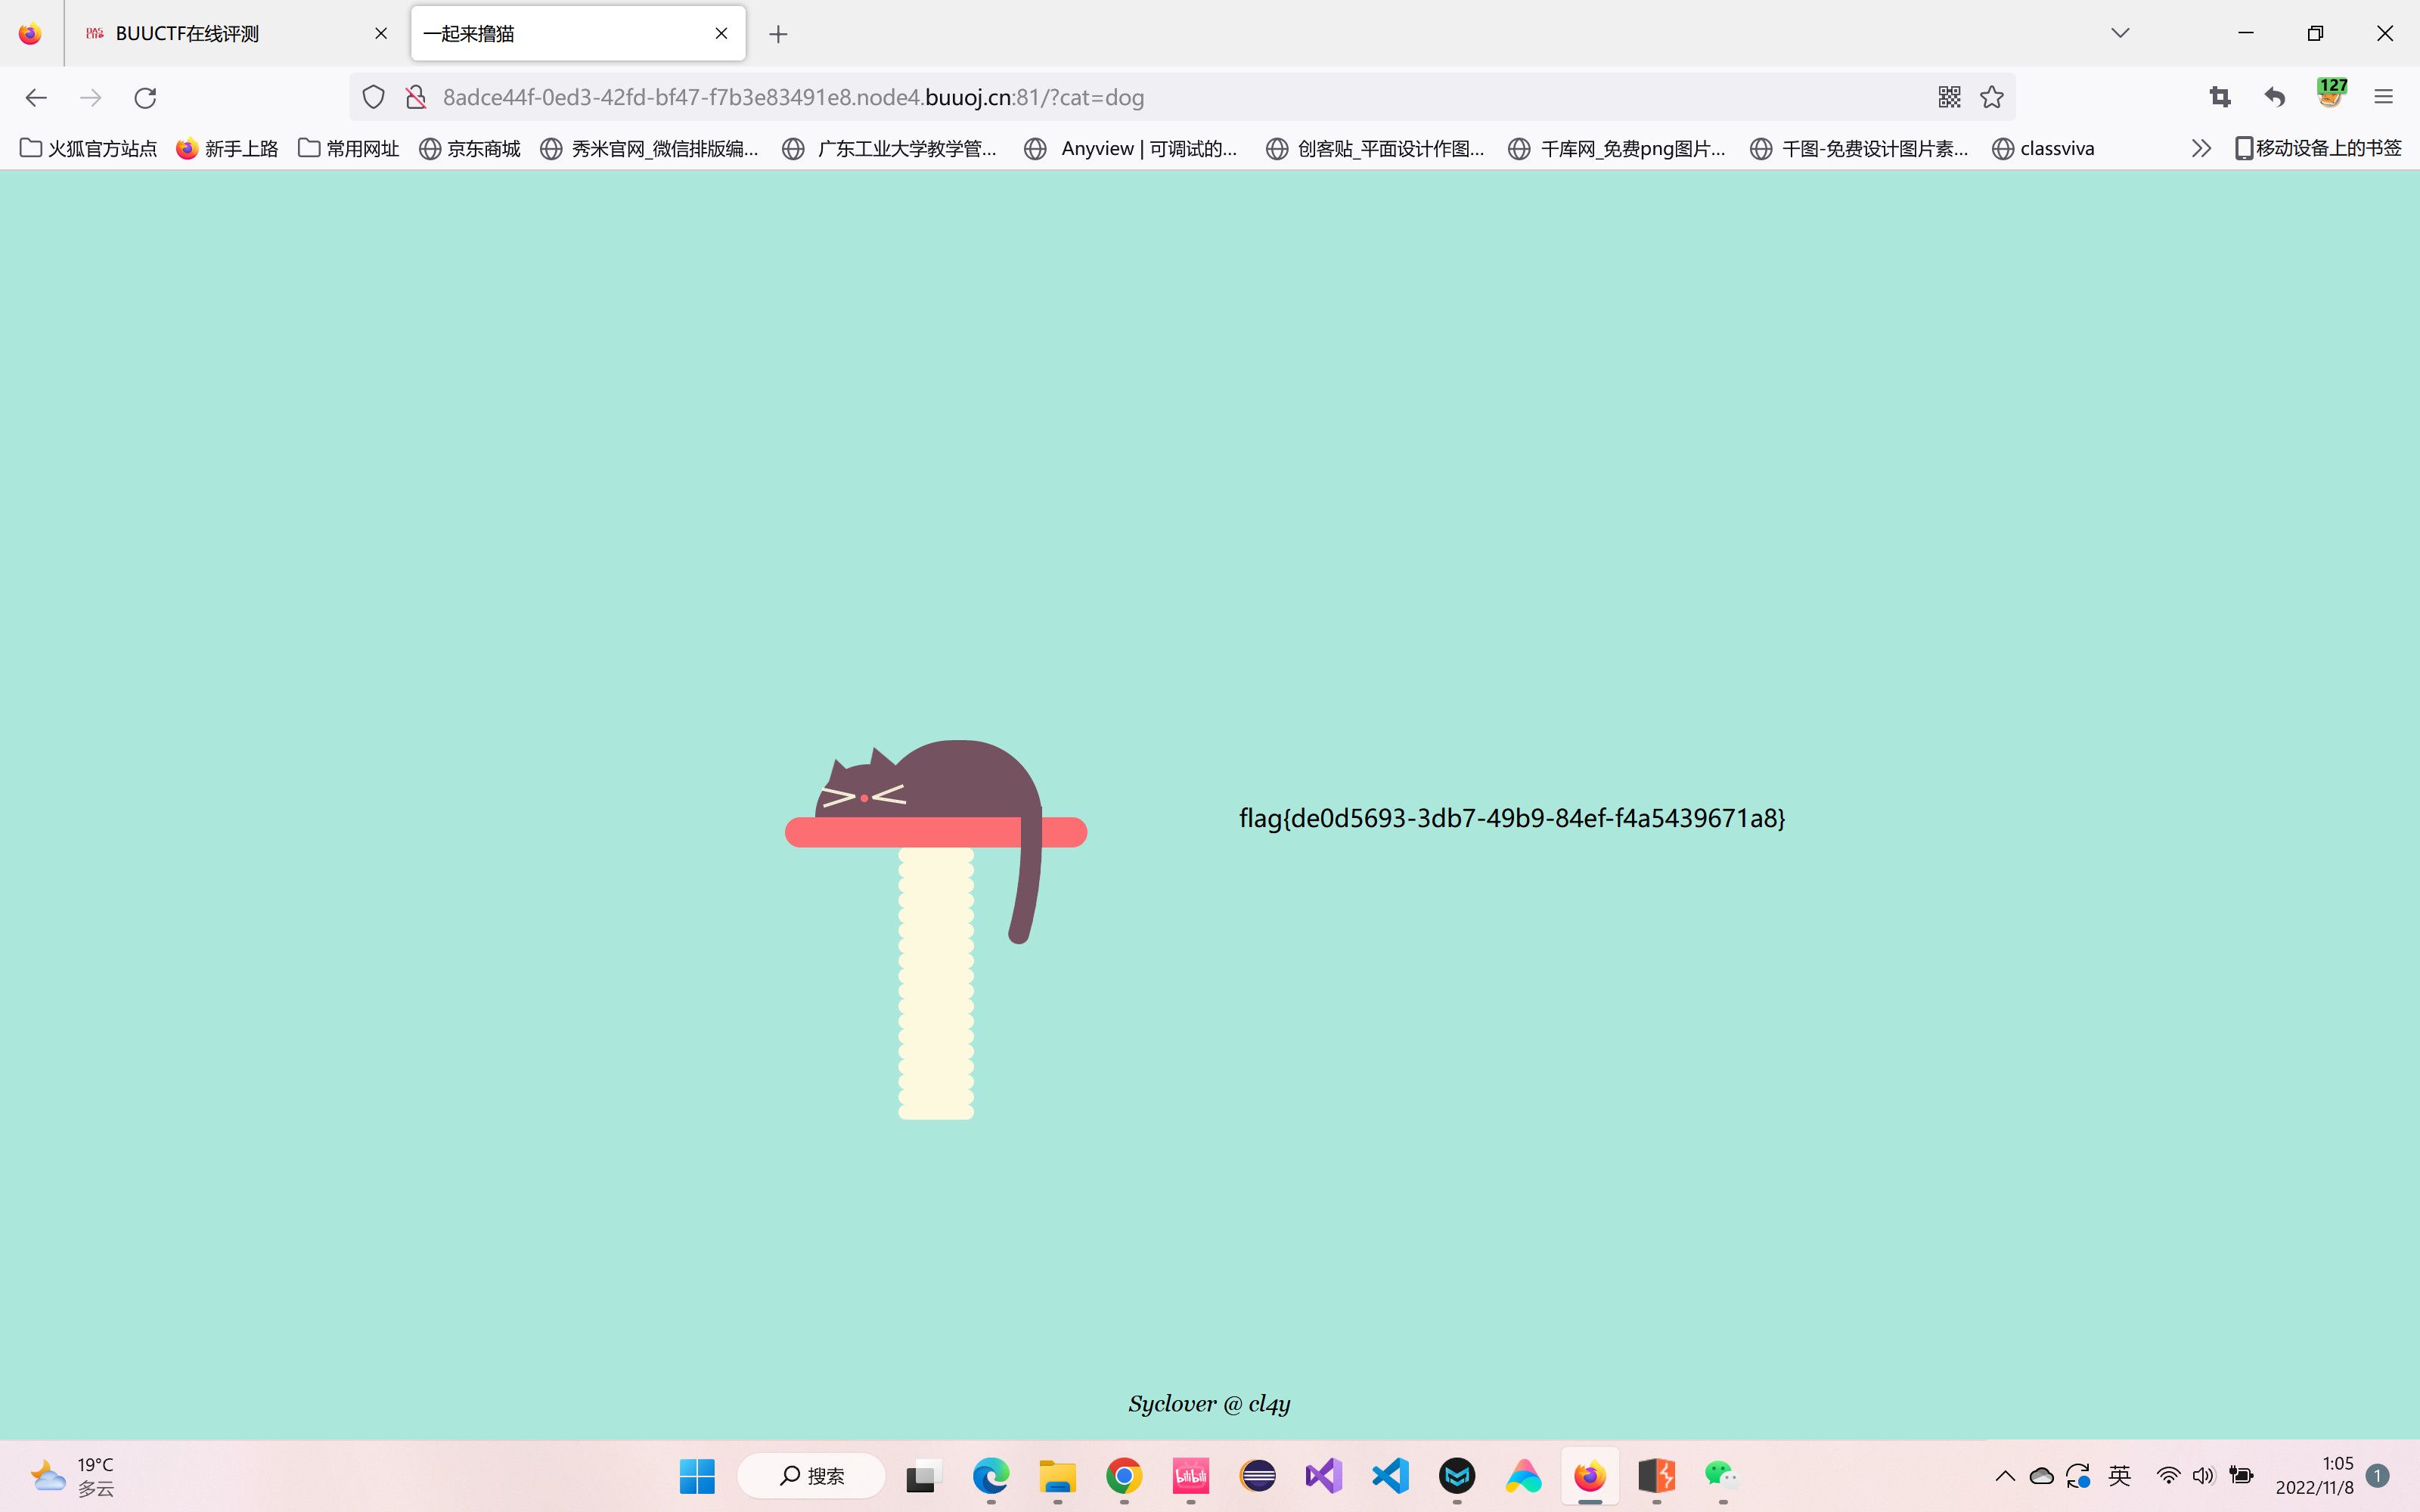 BUUCTF在线评测
一起来撸猫
8adce44f-0ed3-42fd-bf47-f7b3e83491e8.node4.buuoj.cn:81/?cat=dog
127
火狐官方站点 新手上路 常用网址 京东商城 秀米官网_微信排版编... 广东工业大学教学管... Anyview | 可调试的... 创客贴_平面设计作图... 千库网_免费png图片... 千图-免费设计图片素... classviva 移动设备上的书签
flag{de0d5693-3db7-49b9-84ef-f4a5439671a8}
Syclover @ cl4y
19°C
多云
搜索
bilibili
英
1:05
2022/11/8
1